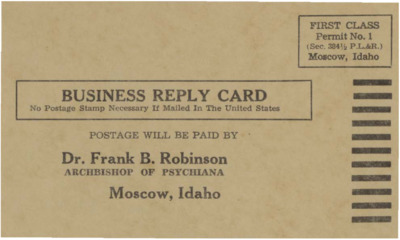 FIRST CLASS
Permit No. 1
(Sec. 384½ P.L.&R.)
Moscow, Idaho
BUSINESS REPLY CARD
No Postage Stamp Necessary If Mailed In The United States
POSTAGE WILL BE PAID BY
Dr. Frank B. Robinson
ARCHBISHOP OF PSYCHIANA
Moscow, Idaho